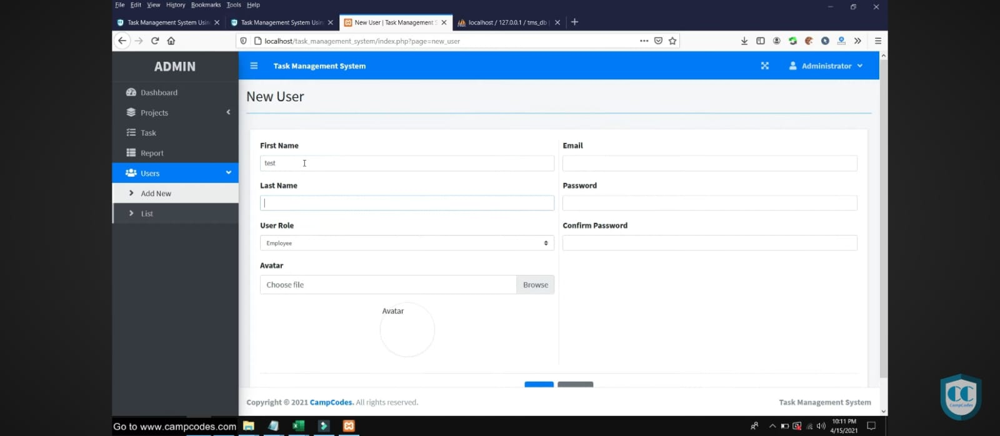 File Edit View History Bookmarks Tools Help
Task Management System Usin
Task Management System Usin
New User | Task Management S
localhost / 127.0.0.1 / tms_db
localhost/task_management_system/index.php?page=new_user
ADMIN
Task Management System
Administrator
Dashboard
Projects
Task
Report
Users
Add New
List
New User
First Name
test
Last Name
User Role
Employee
Avatar
Choose file
Browse
Avatar
Email
Password
Confirm Password
Copyright © 2021 CampCodes. All rights reserved.
Task Management System
CC
CampCodes
Go to www.campcodes.com
10:11 PM
4/15/2021